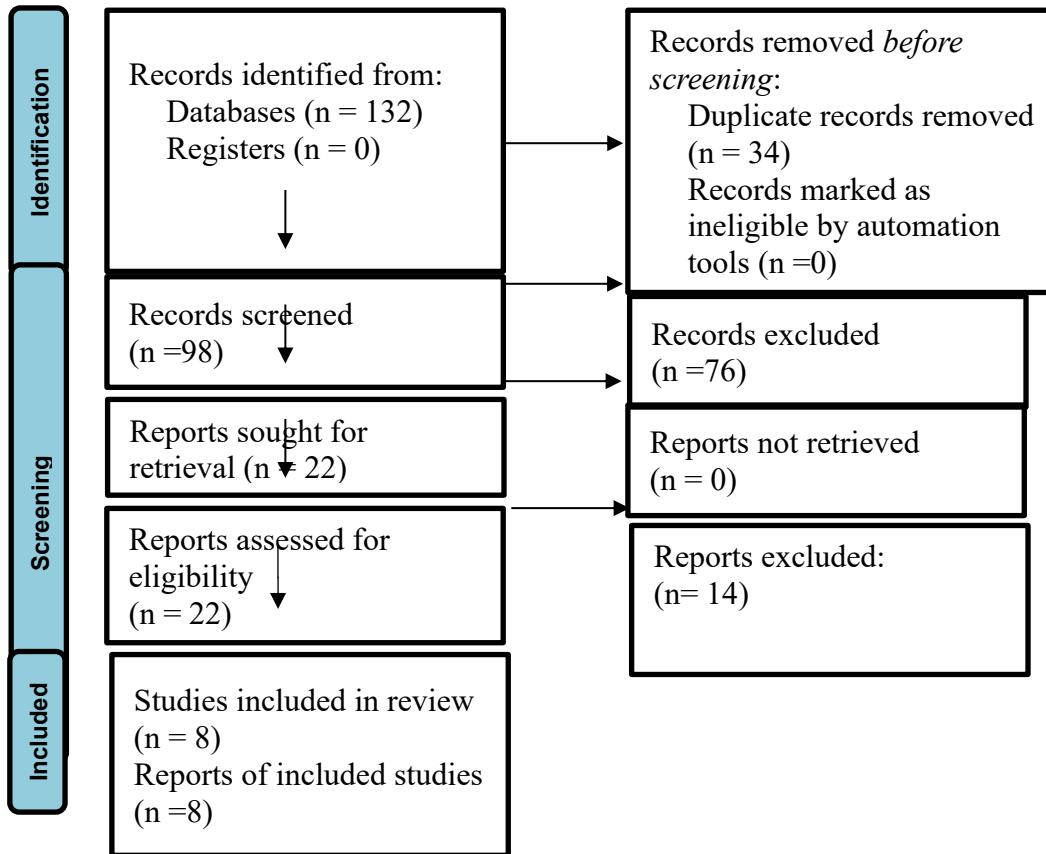 Identification
Records identified from:
Databases (n = 132)
Registers (n = 0)
Records removed before
screening:
Duplicate records removed
(n = 34)
Records marked as
ineligible by automation
tools (n =0)
Screening
Records screened
(n =98)
Records excluded
(n =76)
Reports sought for
retrieval (n = 22)
Reports not retrieved
(n = 0)
Reports assessed for
eligibility
(n = 22)
Reports excluded:
(n= 14)
Included
Studies included in review
(n = 8)
Reports of included studies
(n =8)